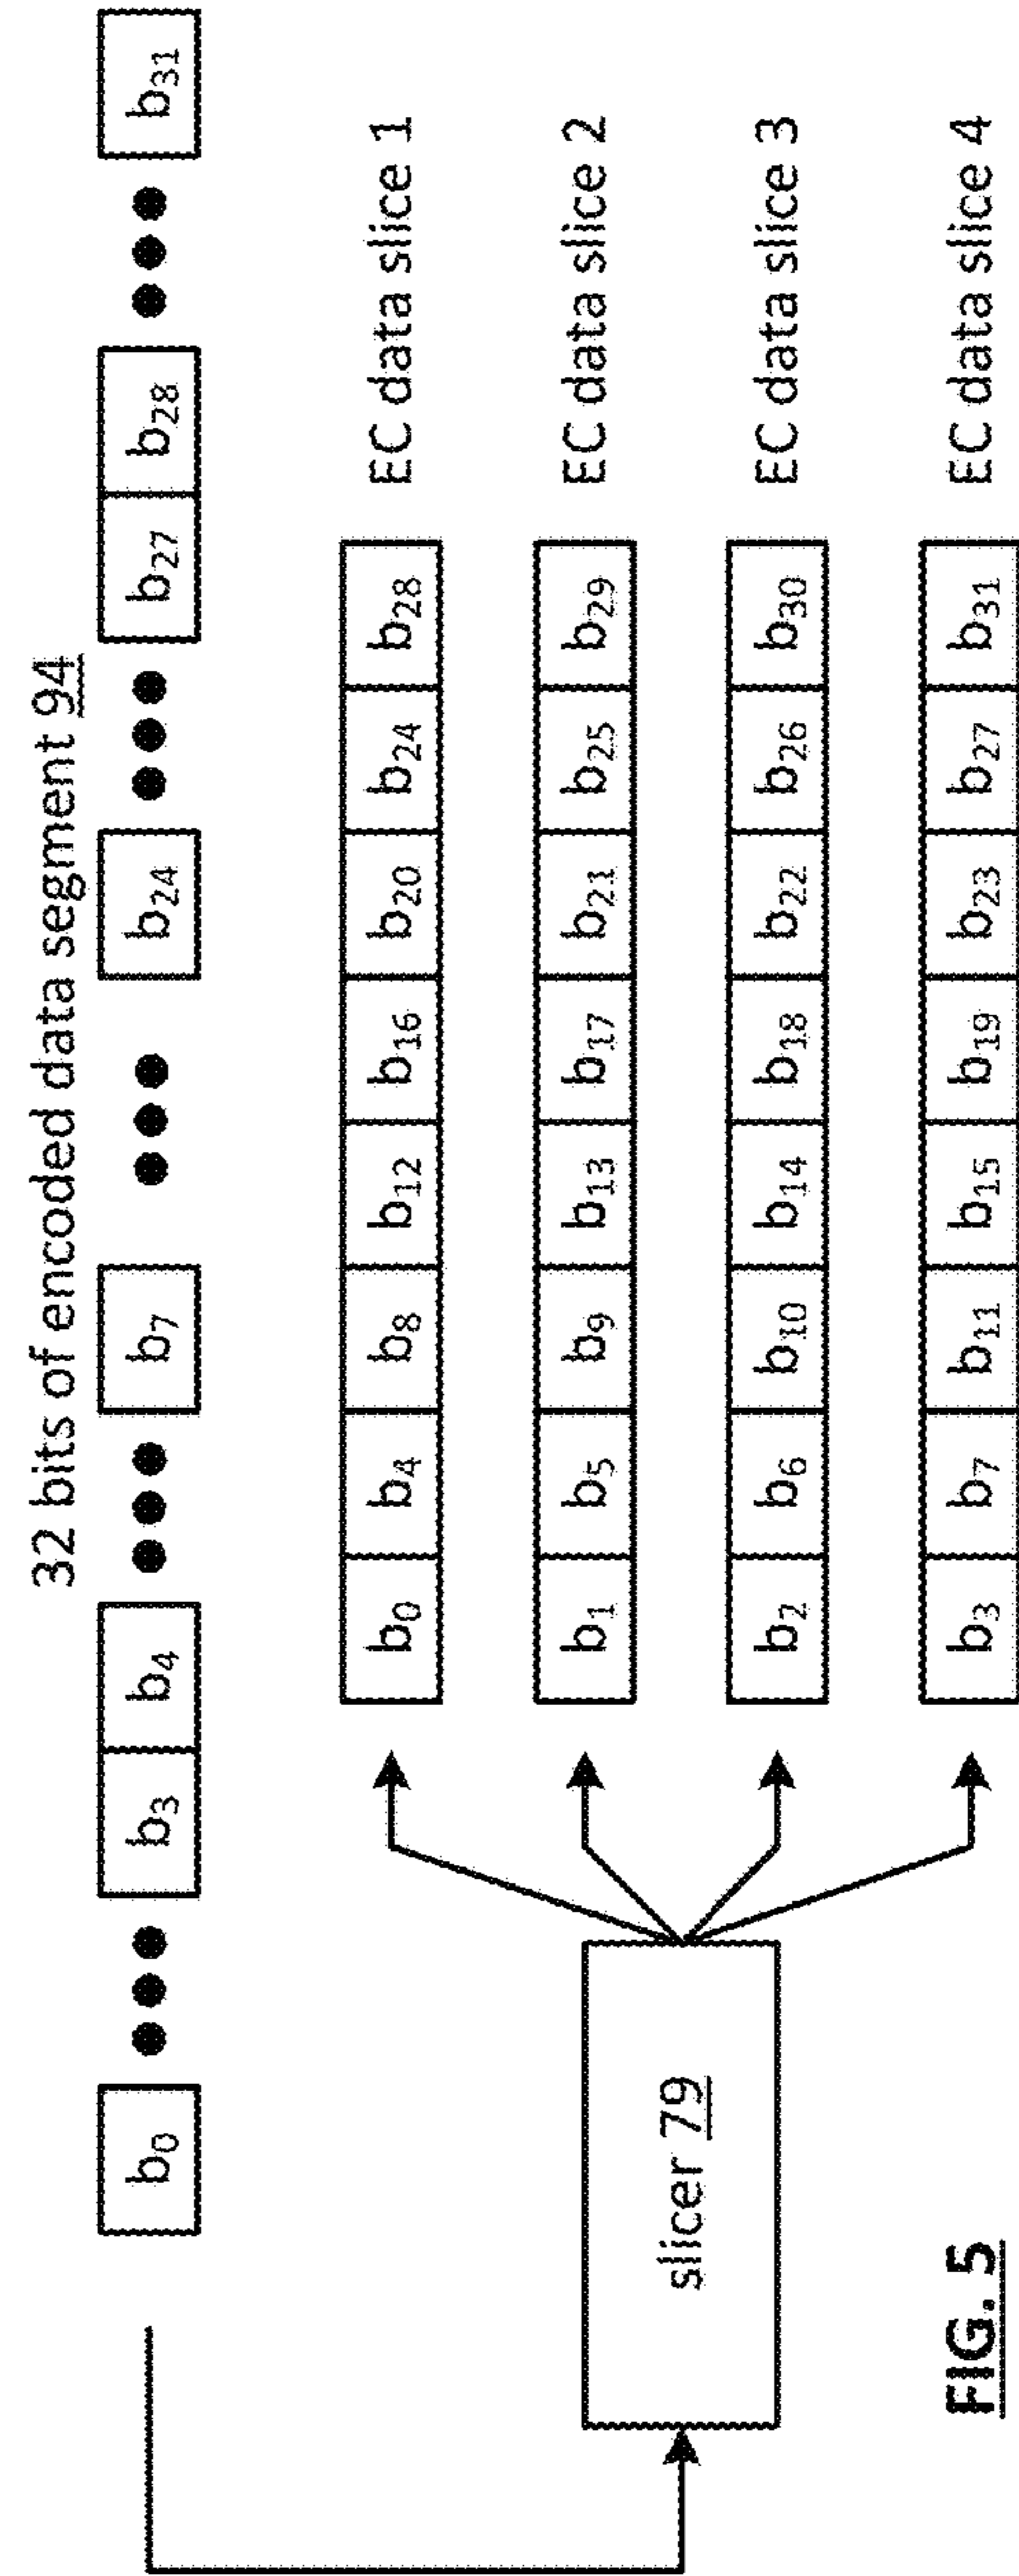 32 bits of encoded data segment 94
b0 ••• b3 b4 ••• b7 ••• b24 ••• b27 b28 ••• b31
slicer 79
b0 b4 b8 b12 b16 b20 b24 b28 EC data slice 1
b1 b5 b9 b13 b17 b21 b25 b29 EC data slice 2
b2 b6 b10 b14 b18 b22 b26 b30 EC data slice 3
b3 b7 b11 b15 b19 b23 b27 b31 EC data slice 4
FIG. 5